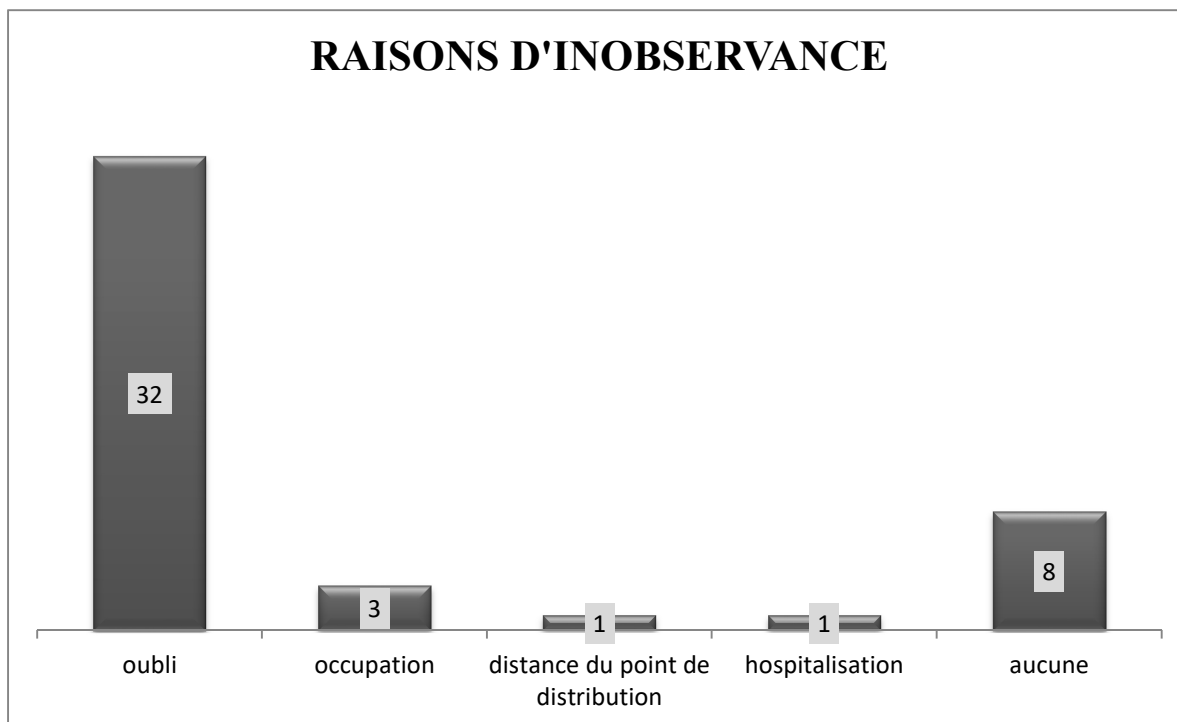 RAISONS D'INOBSERVANCE
32
3
1
1
8
oubli
occupation
distance du point de
distribution
hospitalisation
aucune